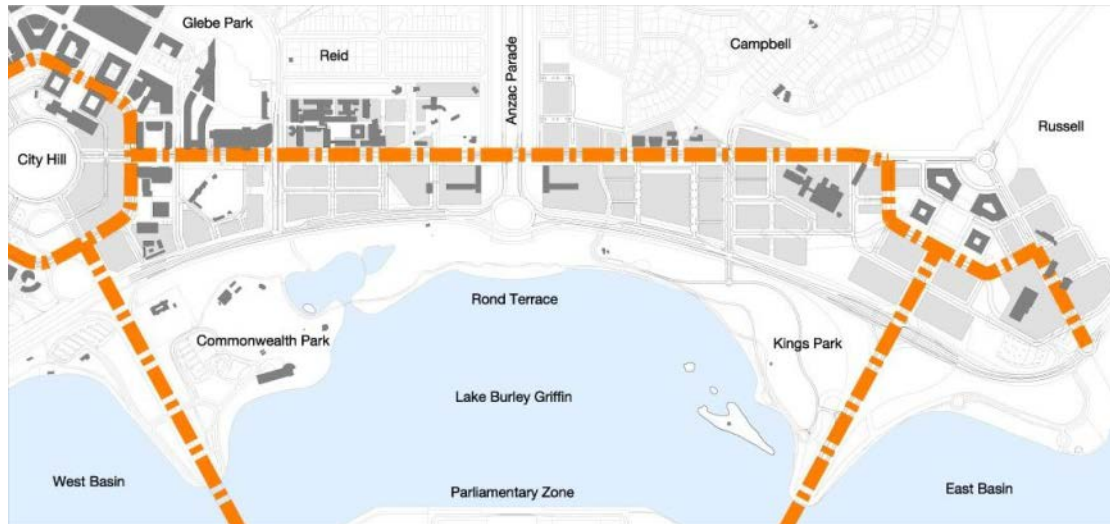 Glebe Park
Reid
Anzac Parade
Campbell
Russell
City Hill
Rond Terrace
Commonwealth Park
Kings Park
Lake Burley Griffin
West Basin
Parliamentary Zone
East Basin